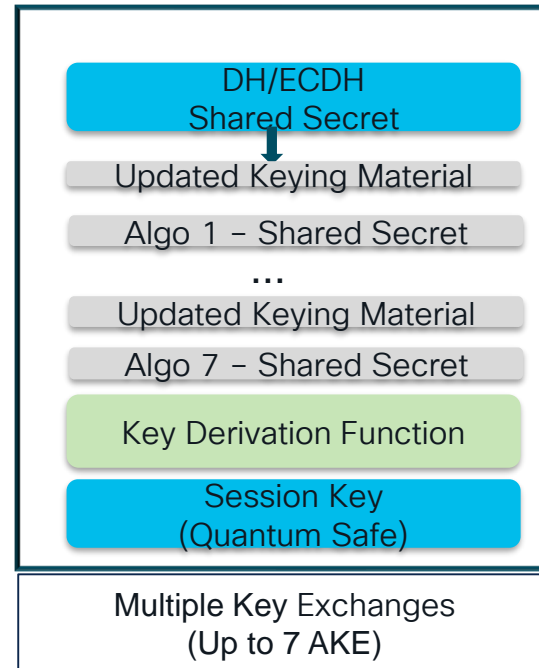 DH/ECDH
Shared Secret
Updated Keying Material
Algo 1 – Shared Secret
...
Updated Keying Material
Algo 7 – Shared Secret
Key Derivation Function
Session Key
(Quantum Safe)
Multiple Key Exchanges
(Up to 7 AKE)